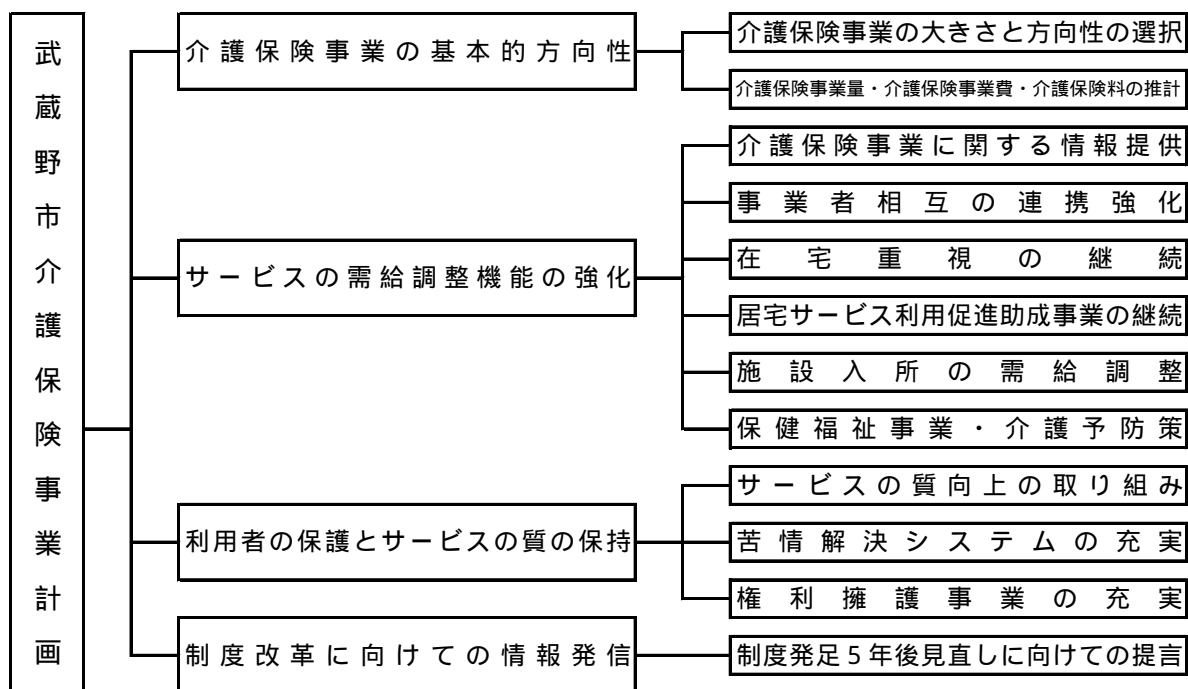 武蔵野市介護保険事業計画
介護保険事業の基本的方向性
介護保険事業の大きさと方向性の選択
介護保険事業量・介護保険事業費・介護保険料の推計
サービスの需給調整機能の強化
介護保険事業に関する情報提供
事業者相互の連携強化
在宅重視の継続
居宅サービス利用促進助成事業の継続
施設入所の需給調整
保健福祉事業・介護予防策
利用者の保護とサービスの質の保持
サービスの質向上の取り組み
苦情解決システムの充実
権利擁護事業の充実
制度改革に向けての情報発信
制度発足5年後見直しに向けての提言